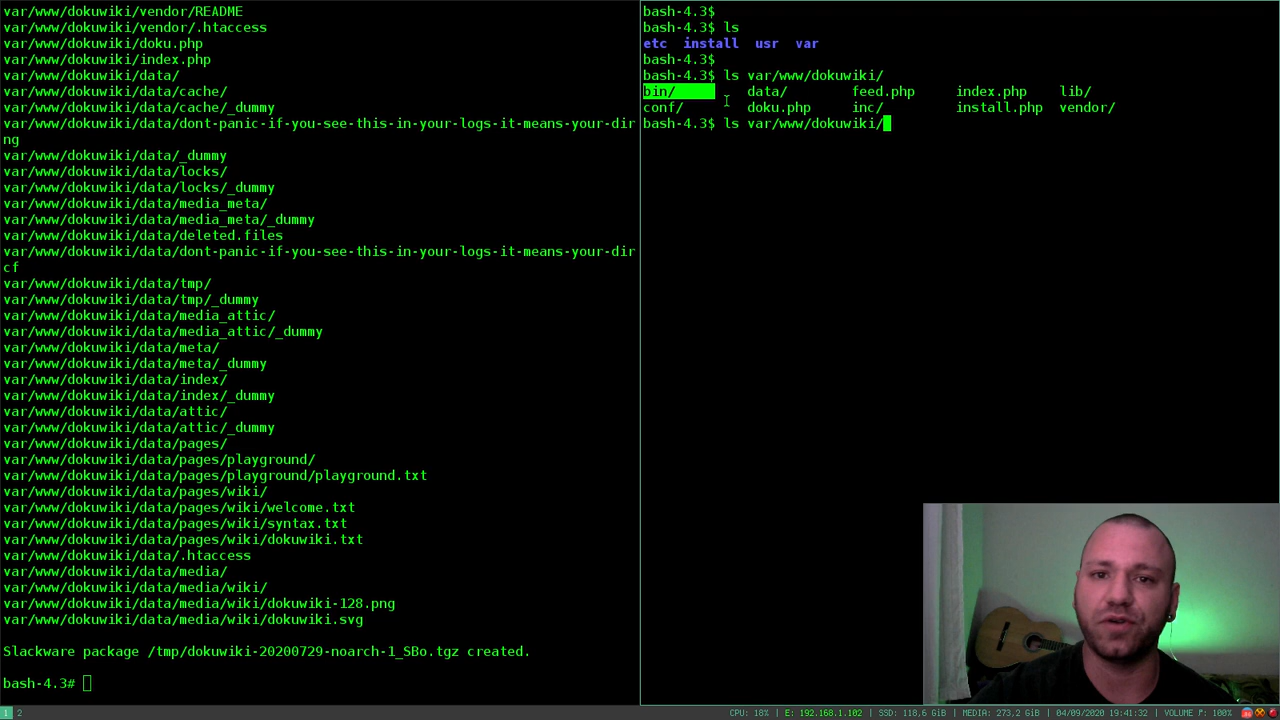 var/www/dokuwiki/vendor/README
var/www/dokuwiki/vendor/.htaccess
var/www/dokuwiki/doku.php
var/www/dokuwiki/index.php
var/www/dokuwiki/data/
var/www/dokuwiki/data/cache/
var/www/dokuwiki/data/cache/_dummy
var/www/dokuwiki/data/dont-panic-if-you-see-this-in-your-logs-it-means-your-dir
ng
var/www/dokuwiki/data/_dummy
var/www/dokuwiki/data/locks/
var/www/dokuwiki/data/locks/_dummy
var/www/dokuwiki/data/media_meta/
var/www/dokuwiki/data/media_meta/_dummy
var/www/dokuwiki/data/deleted.files
var/www/dokuwiki/data/dont-panic-if-you-see-this-in-your-logs-it-means-your-dir
cf
var/www/dokuwiki/data/tmp/
var/www/dokuwiki/data/tmp/_dummy
var/www/dokuwiki/data/media_attic/
var/www/dokuwiki/data/media_attic/_dummy
var/www/dokuwiki/data/meta/
var/www/dokuwiki/data/meta/_dummy
var/www/dokuwiki/data/index/
var/www/dokuwiki/data/index/_dummy
var/www/dokuwiki/data/attic/
var/www/dokuwiki/data/attic/_dummy
var/www/dokuwiki/data/pages/
var/www/dokuwiki/data/pages/playground/
var/www/dokuwiki/data/pages/playground/playground.txt
var/www/dokuwiki/data/pages/wiki/
var/www/dokuwiki/data/pages/wiki/welcome.txt
var/www/dokuwiki/data/pages/wiki/syntax.txt
var/www/dokuwiki/data/pages/wiki/dokuwiki.txt
var/www/dokuwiki/data/.htaccess
var/www/dokuwiki/data/media/
var/www/dokuwiki/data/media/wiki/
var/www/dokuwiki/data/media/wiki/dokuwiki-128.png
var/www/dokuwiki/data/media/wiki/dokuwiki.svg
Slackware package /tmp/dokuwiki-20200729-noarch-1_SBo.tgz created.
bash-4.3#
bash-4.3$
bash-4.3$ ls
etc install usr var
bash-4.3$
bash-4.3$ ls var/www/dokuwiki/
bin/ data/ feed.php index.php lib/
conf/ doku.php inc/ install.php vendor/
bash-4.3$ ls var/www/dokuwiki/
1 2 CPU: 18% | E: 192.168.1.102 | SSD: 118,6 GiB | MEDIA: 273,2 GiB | 04/09/2020 19:41:32 | VOLUME ♪: 100%